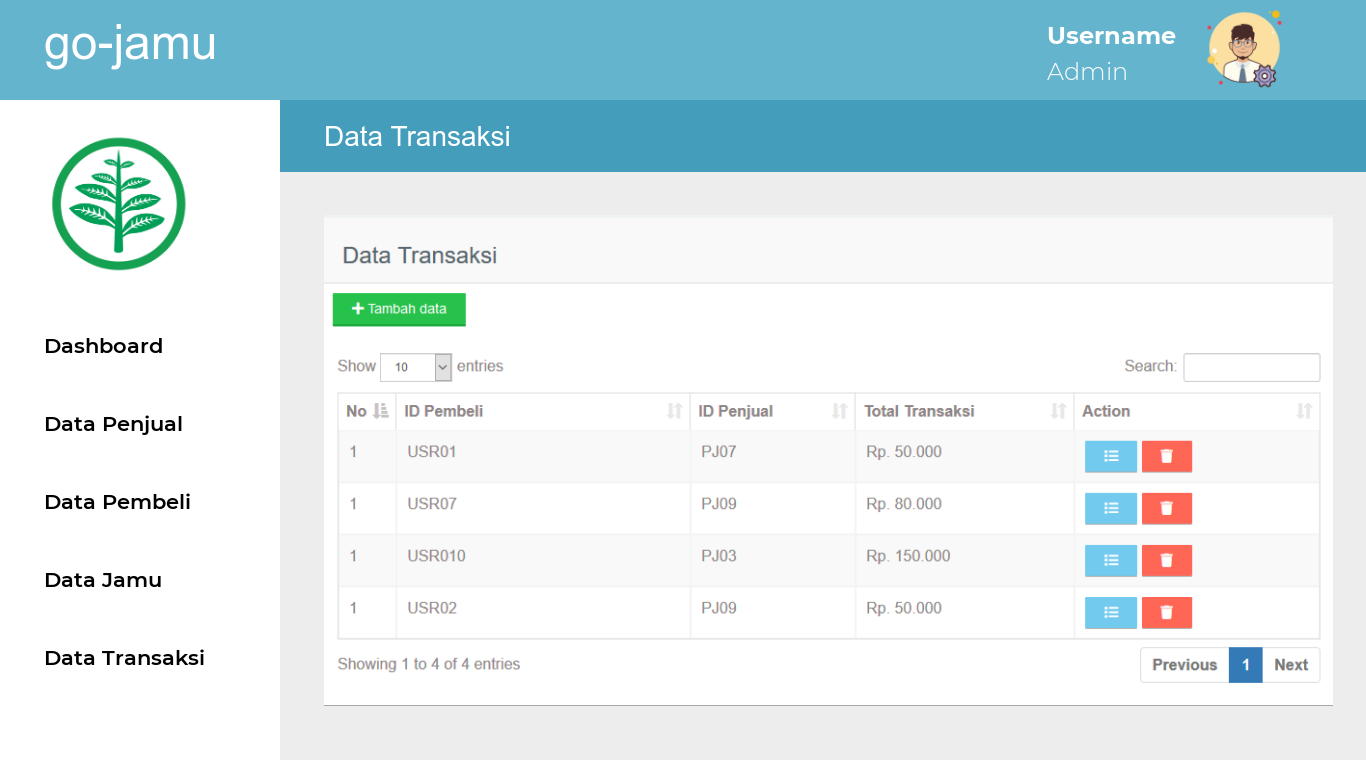 go-jamu
Username
Admin
Data Transaksi
Dashboard
Data Penjual
Data Pembeli
Data Jamu
Data Transaksi
Data Transaksi
Tambah data
Show 10 entries
Search:
No ID Pembeli ID Penjual Total Transaksi Action
1 USR01 PJ07 Rp. 50.000
1 USR07 PJ09 Rp. 80.000
1 USR010 PJ03 Rp. 150.000
1 USR02 PJ09 Rp. 50.000
Showing 1 to 4 of 4 entries
Previous 1 Next